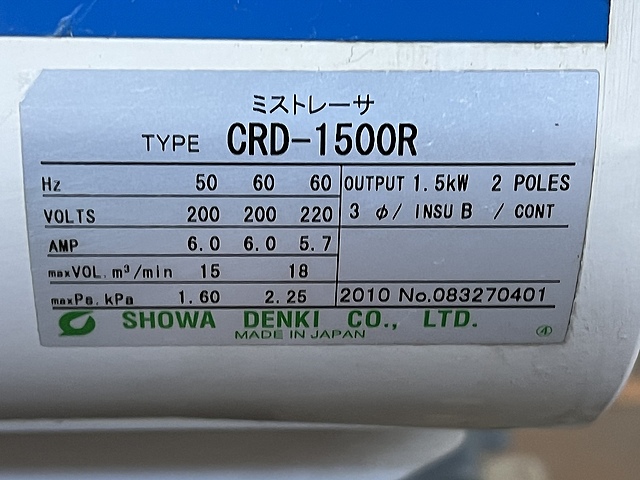 ミストレーサ
TYPE CRD-1500R
Hz 50 60 60
VOLTS 200 200 220
AMP 6.0 6.0 5.7
maxVOL. m³/min 15 18
maxPa. kPa 1.60 2.25
OUTPUT 1.5kW 2 POLES
3 φ/ INSU B / CONT
2010 No.083270401
SHOWA DENKI CO., LTD.
MADE IN JAPAN
④